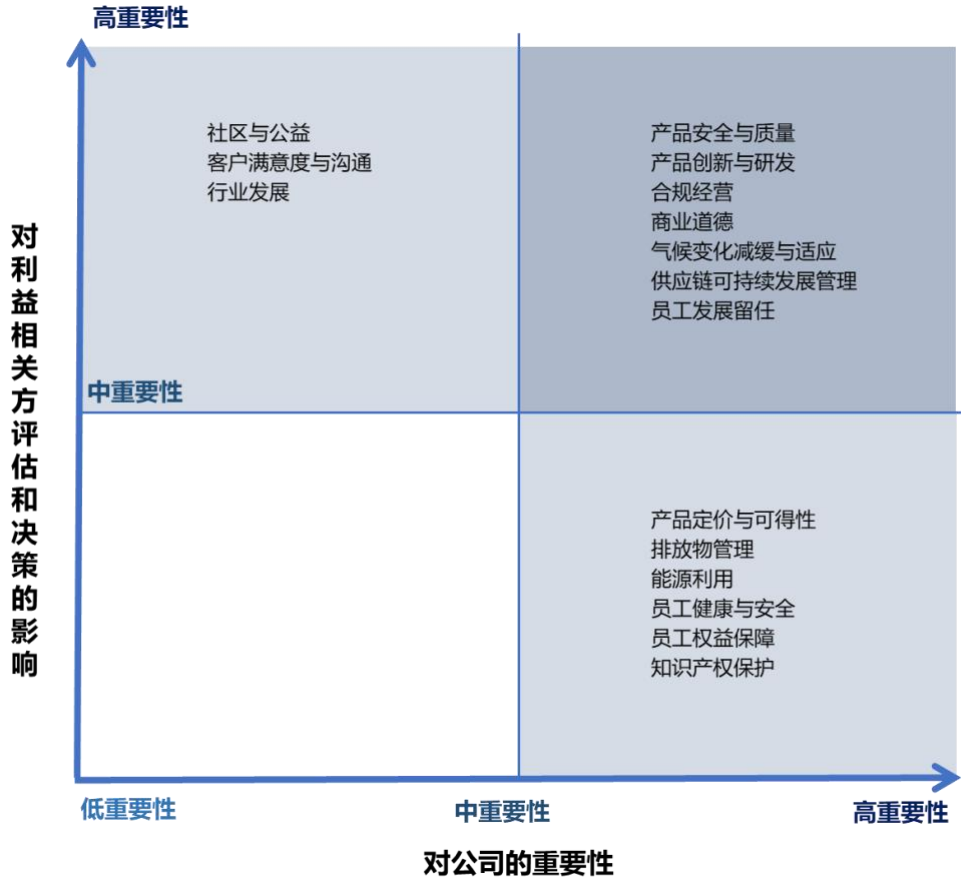 高重要性
社区与公益
客户满意度与沟通
行业发展
产品安全与质量
产品创新与研发
合规经营
商业道德
气候变化减缓与适应
供应链可持续发展管理
员工发展留任
对利益相关方评估和决策的影响
中重要性
产品定价与可得性
排放物管理
能源利用
员工健康与安全
员工权益保障
知识产权保护
低重要性
中重要性
高重要性
对公司的重要性